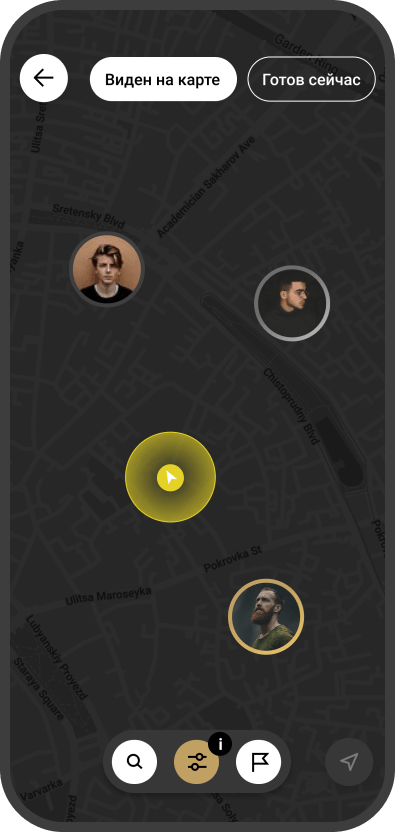 Garden Ring
Виден на карте
Готов сейчас
Ulitsa Sre
Academician Sakharov Ave
Sretensky Blvd
Chistoprudny Blvd
Pokrovka St
Ulitsa Maroseyka
Lubyanskiy Proyezd
Staraya Square
i
Varvarka